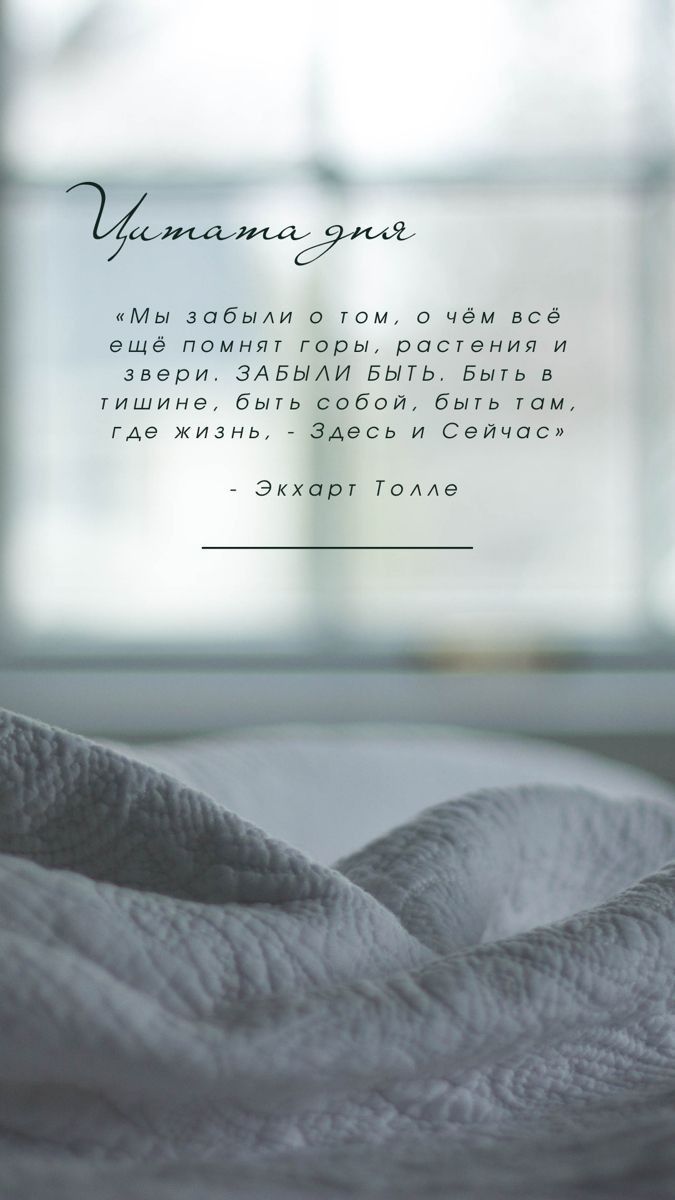 Цитата дня
«Мы забыли о том, о чём всё
ещё помнят горы, растения и
звери. ЗАБЫЛИ БЫТЬ. Быть в
тишине, быть собой, быть там,
где жизнь, - Здесь и Сейчас»
- Экхарт Толле